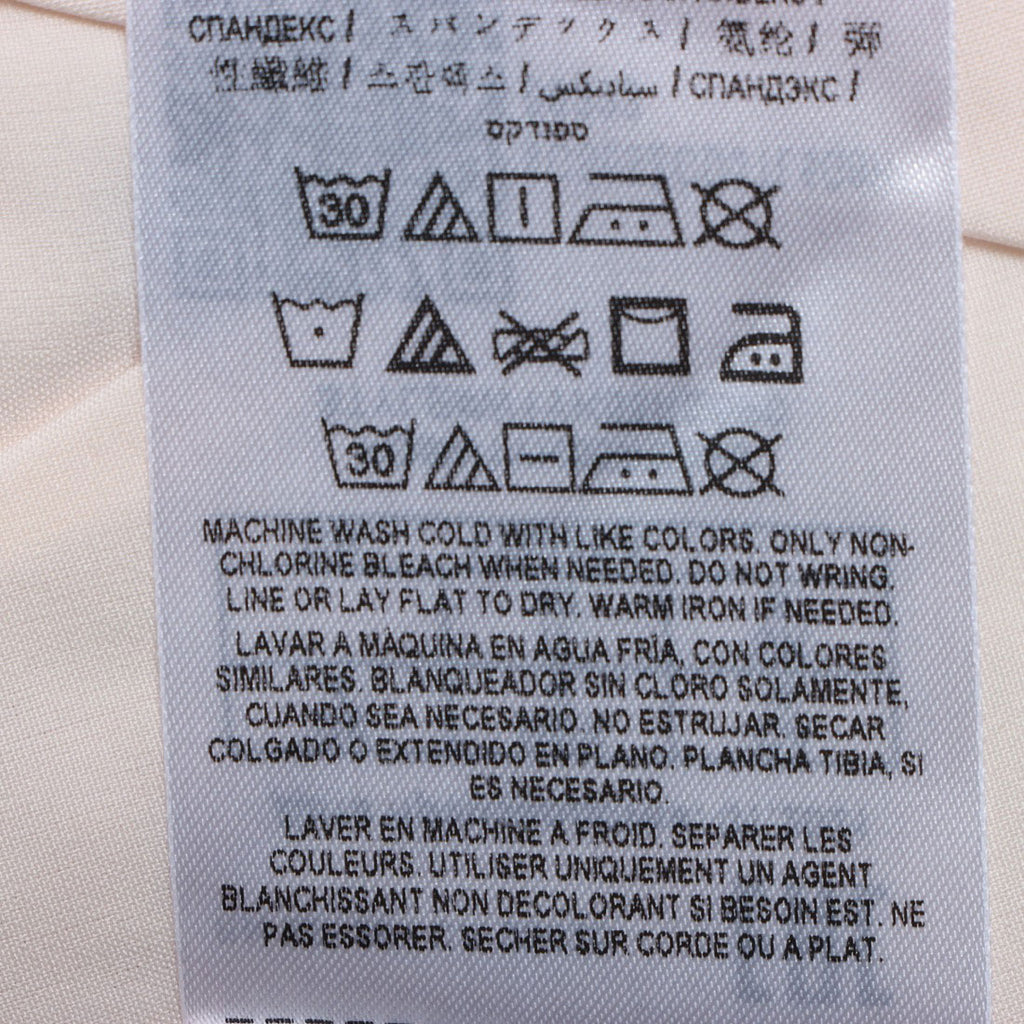 СПАНДЕКС / スパンデックス / 氨纶 / 弾
性繊維 / 스판덱스 / سباندكس / СПАНДЭКС /
ספנדקס
30
30
MACHINE WASH COLD WITH LIKE COLORS. ONLY NON-
CHLORINE BLEACH WHEN NEEDED. DO NOT WRING.
LINE OR LAY FLAT TO DRY. WARM IRON IF NEEDED.
LAVAR A MÁQUINA EN AGUA FRÍA, CON COLORES
SIMILARES. BLANQUEADOR SIN CLORO SOLAMENTE,
CUANDO SEA NECESARIO. NO ESTRUJAR. SECAR
COLGADO O EXTENDIDO EN PLANO. PLANCHA TIBIA, SI
ES NECESARIO.
LAVER EN MACHINE A FROID. SEPARER LES
COULEURS. UTILISER UNIQUEMENT UN AGENT
BLANCHISSANT NON DECOLORANT SI BESOIN EST. NE
PAS ESSORER. SECHER SUR CORDE OU A PLAT.